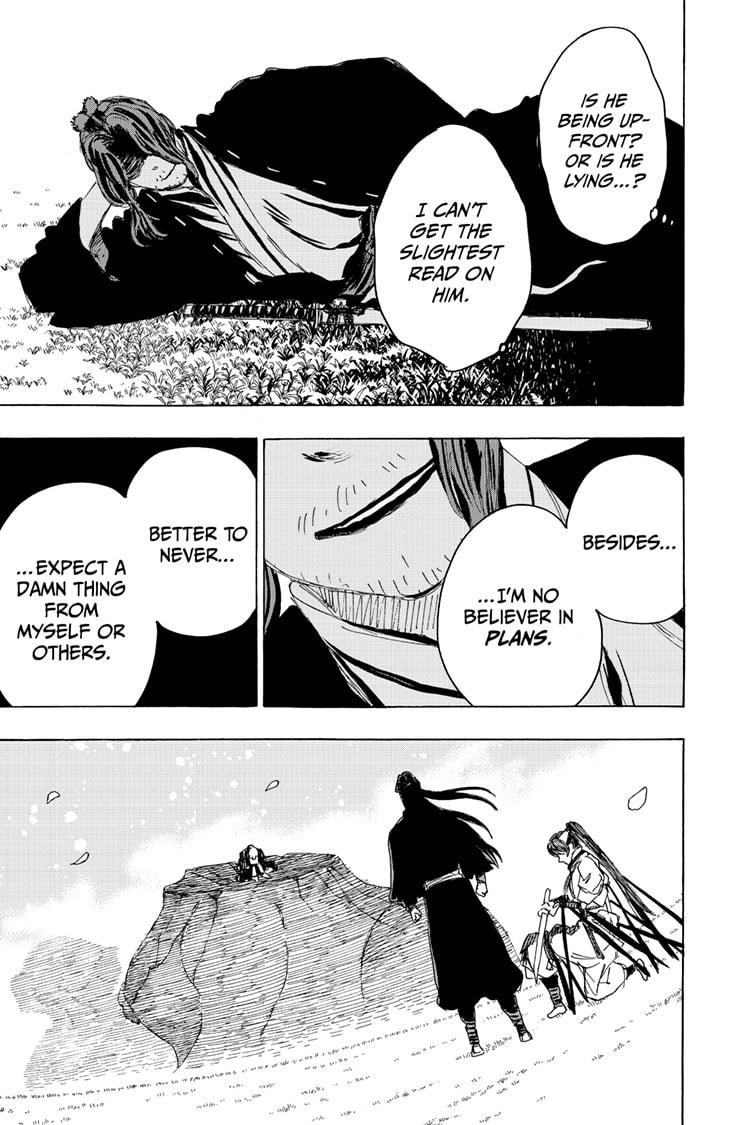 IS HE
BEING UP-
FRONT?
OR IS HE
LYING...?
I CAN'T
GET THE
SLIGHTEST
READ ON
HIM.
BESIDES...
...I'M NO
BELIEVER IN
PLANS.
BETTER TO
NEVER...
...EXPECT A
DAMN THING
FROM
MYSELF OR
OTHERS.